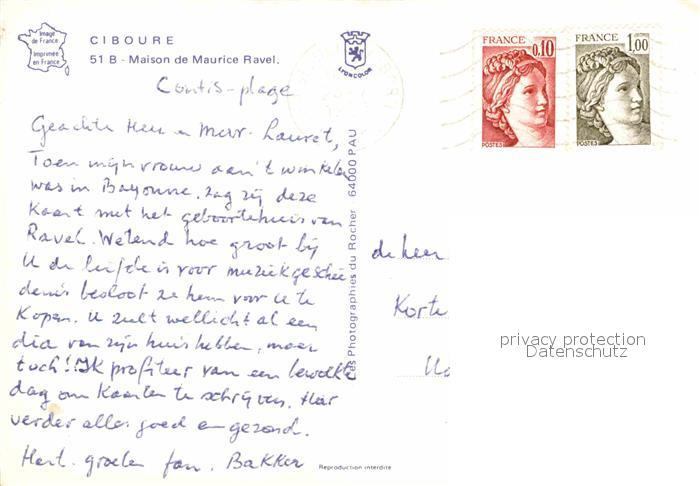 Image
de France
Imprimée
en France
CIBOURE
51 B - Maison de Maurice Ravel.
LYONCOLOR
FRANCE
0,10
POSTES
FRANCE
1,00
POSTES
Contis-plage
Geachte Heer en Mevr. Lauret,
Toen mijn vrouw aan 't winkelen
was in Bayonne, zag zij deze
kaart met het geboortehuis van
Ravel. Wetend hoe groot bij
U de liefde is voor muziekgeschie
denis besloot ze hem voor U te
kopen. U zult wellicht al een
dia van zijn huis hebben, maar
toch! Ik profiteer van een bewolkte
dag om kaarten te schrijven. Hier
verder alles goed en gezond.
Hart. groeten fam. Bakker
Les Photographies du Rocher 64000 PAU
de heer
Korte
privacy protection
Datenschutz
Reproduction interdite